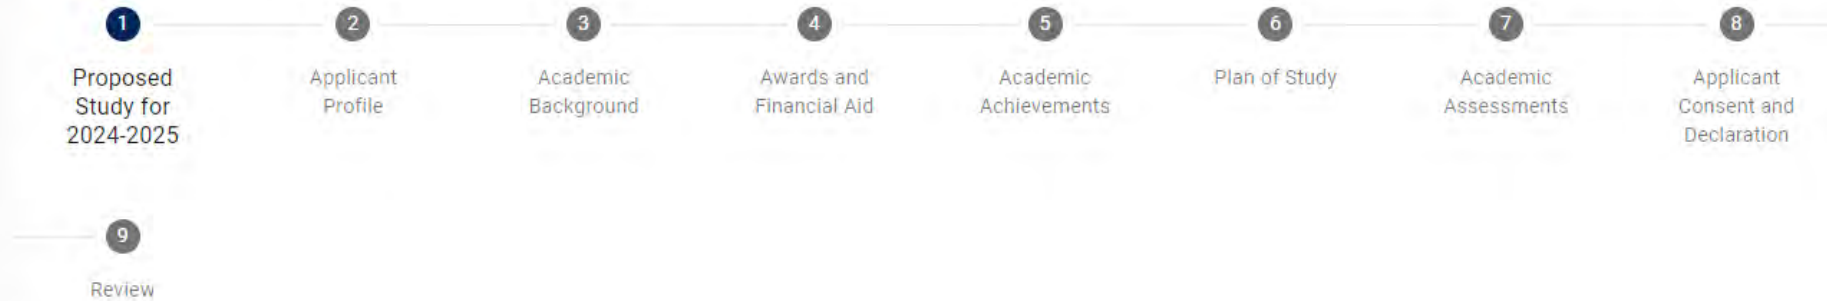 1 2 3 4 5 6 7 8
Proposed Applicant Academic Awards and Academic Plan of Study Academic Applicant
Study for Profile Background Financial Aid Achievements Assessments Consent and
2024-2025 Declaration
9
Review